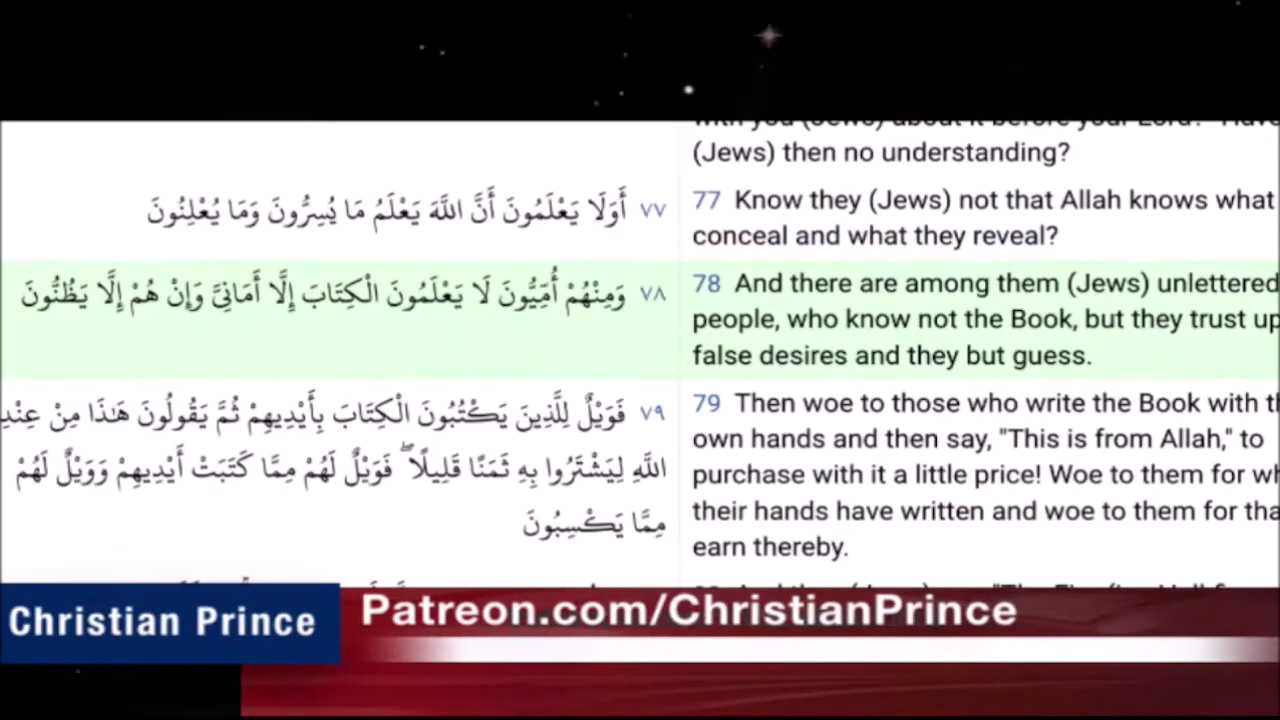 (Jews) then no understanding?
أَوَلَا يَعْلَمُونَ أَنَّ اللَّهَ يَعْلَمُ مَا يُسِرُّونَ وَمَا يُعْلِنُونَ ٧٧
77 Know they (Jews) not that Allah knows what
conceal and what they reveal?
وَمِنْهُمْ أُمِّيُّونَ لَا يَعْلَمُونَ الْكِتَابَ إِلَّا أَمَانِيَّ وَإِنْ هُمْ إِلَّا يَظُنُّونَ ٧٨
78 And there are among them (Jews) unlettered
people, who know not the Book, but they trust up
false desires and they but guess.
فَوَيْلٌ لِلَّذِينَ يَكْتُبُونَ الْكِتَابَ بِأَيْدِيهِمْ ثُمَّ يَقُولُونَ هَٰذَا مِنْ عِنْدِ ٧٩
اللَّهِ لِيَشْتَرُوا بِهِ ثَمَنًا قَلِيلًا ۖ فَوَيْلٌ لَهُمْ مِمَّا كَتَبَتْ أَيْدِيهِمْ وَوَيْلٌ لَهُمْ
مِمَّا يَكْسِبُونَ
79 Then woe to those who write the Book with th
own hands and then say, "This is from Allah," to
purchase with it a little price! Woe to them for wh
their hands have written and woe to them for tha
earn thereby.
Christian Prince
Patreon.com/ChristianPrince